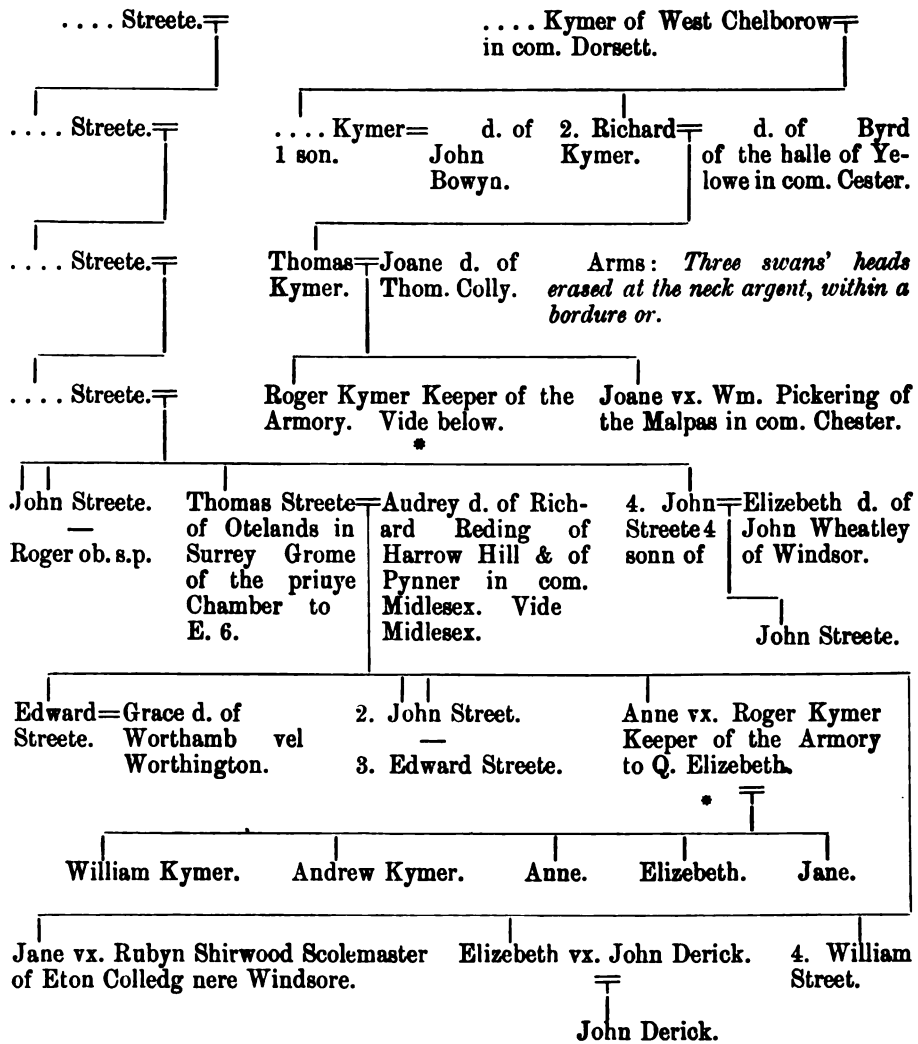 . . . . Streete.
. . . . Kymer of West Chelborow
in com. Dorsett.
. . . . Streete.
. . . . Kymer=
1 son.
d. of
John
Bowyn.
2. Richard
Kymer.
d. of Byrd
of the halle of Ye-
lowe in com. Cester.
. . . . Streete.
Thomas
Kymer.
Joane d. of
Thom. Colly.
Arms: Three swans' heads
erased at the neck argent, within a
bordure or.
. . . . Streete.
Roger Kymer Keeper of the
Armory. Vide below.
*
Joane vx. Wm. Pickering of
the Malpas in com. Chester.
John Streete.
—
Roger ob. s.p.
Thomas Streete
of Otelands in
Surrey Grome
of the priuye
Chamber to
E. 6.
Audrey d. of Rich-
ard Reding of
Harrow Hill & of
Pynner in com.
Midlesex. Vide
Midlesex.
4. John
Streete 4
sonn of
Elizebeth d. of
John Wheatley
of Windsor.
John Streete.
Edward=
Streete.
Grace d. of
Worthamb vel
Worthington.
2. John Street.
—
3. Edward Streete.
Anne vx. Roger Kymer
Keeper of the Armory
to Q. Elizebeth.
*
William Kymer.
Andrew Kymer.
Anne.
Elizebeth.
Jane.
Jane vx. Rubyn Shirwood Scolemaster
of Eton Colledg nere Windsore.
Elizebeth vx. John Derick.
4. William
Street.
John Derick.